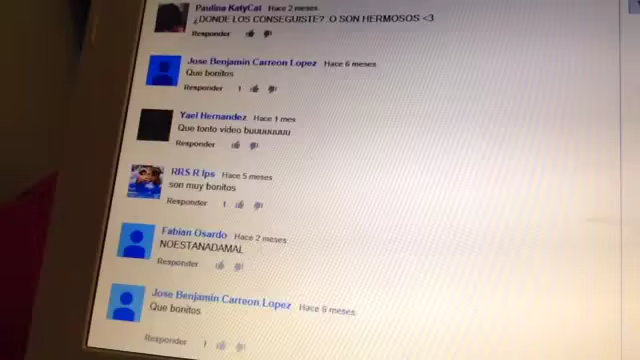 Paulina KatyCat Hace 2 meses
¿DONDE LOS CONSEGUISTE? .O SON HERMOSOS <3
Responder
Jose Benjamin Carreon Lopez Hace 6 meses
Que bonitos
Responder 1
Yael Hernandez Hace 1 mes
Que tonto video buuuuuuuu
Responder
RRS R lps Hace 5 meses
son muy bonitos
Responder 1
Fabian Osardo Hace 2 meses
NOESTANADAMAL
Responder
Jose Benjamin Carreon Lopez Hace 6 meses
Que bonitos
Responder 1